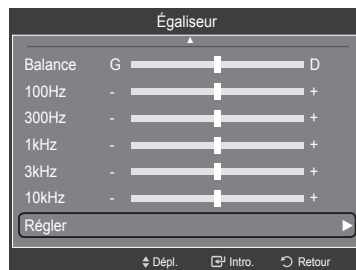 Égaliseur
Balance G D
100Hz - +
300Hz - +
1kHz - +
3kHz - +
10kHz - +
Régler
Dépl. Intro. Retour